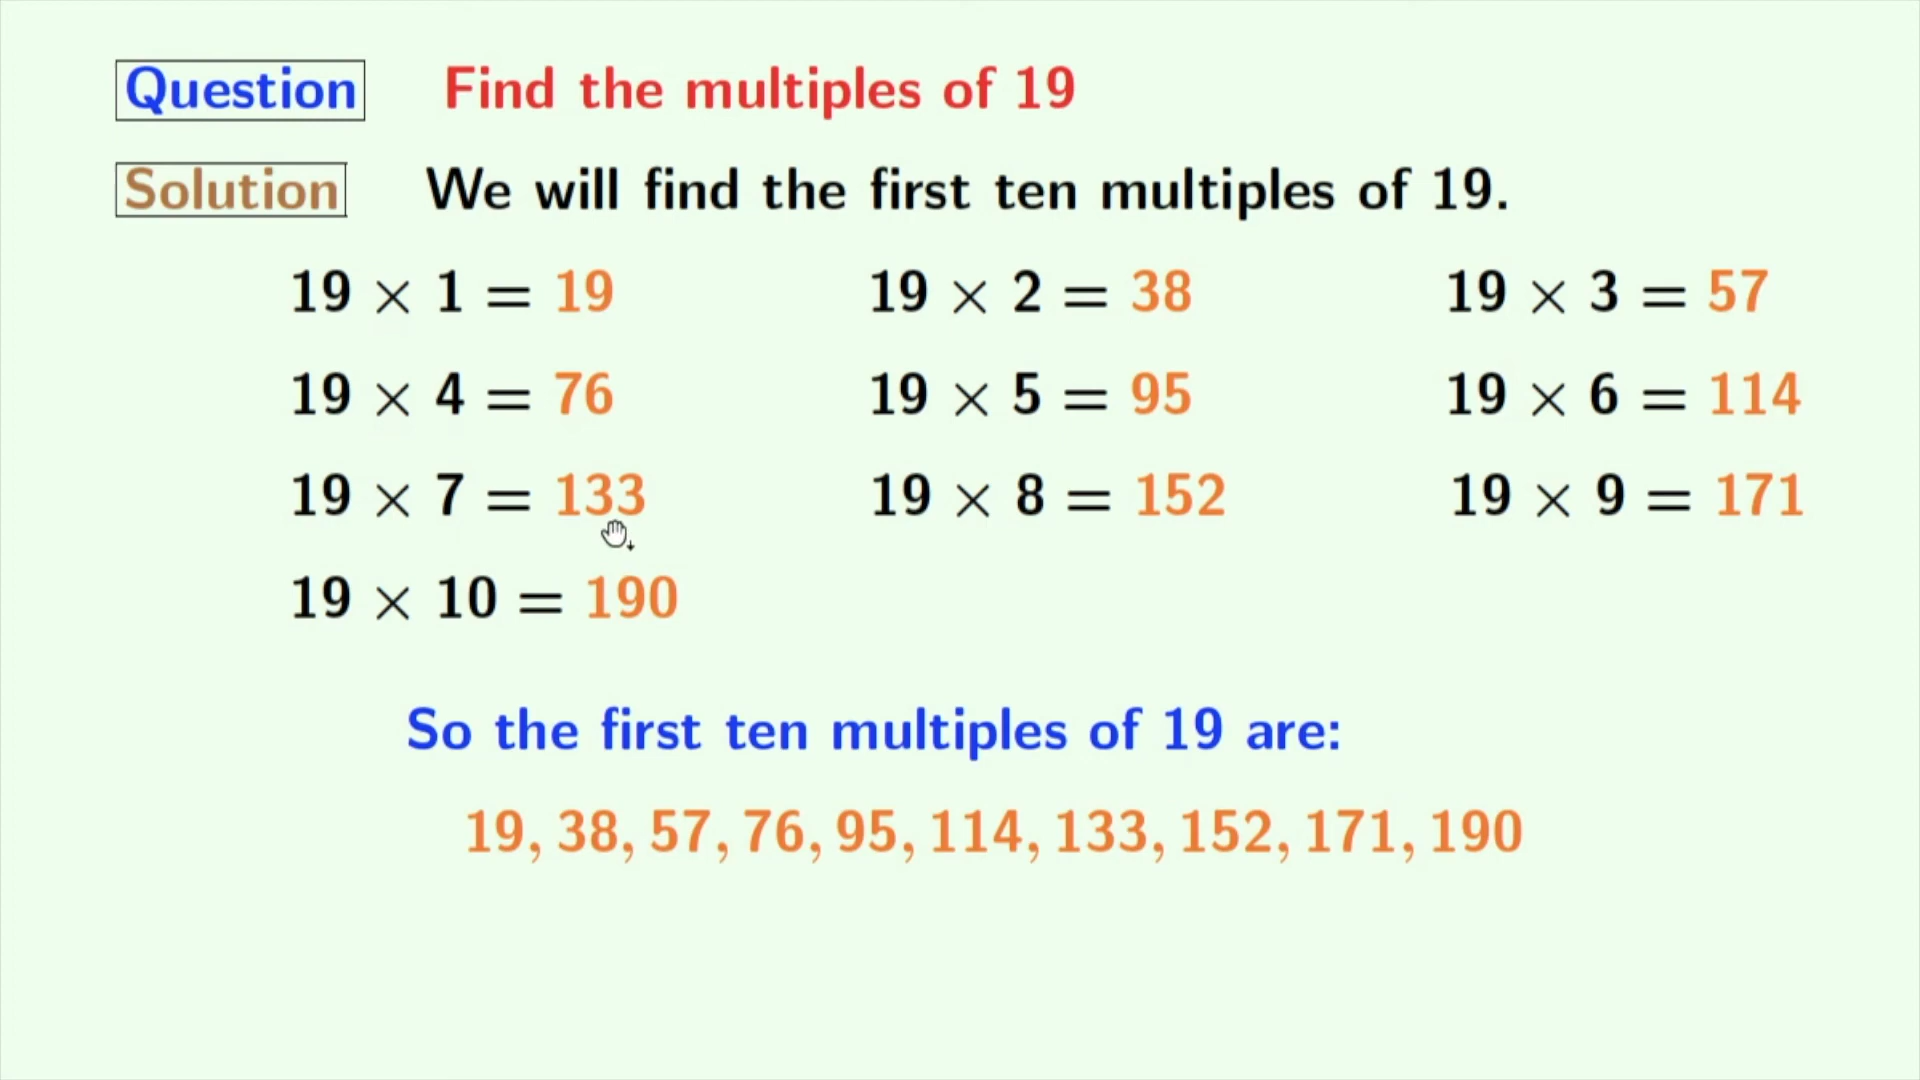 Question Find the multiples of 19
Solution We will find the first ten multiples of 19.
19 × 1 = 19 19 × 2 = 38 19 × 3 = 57
19 × 4 = 76 19 × 5 = 95 19 × 6 = 114
19 × 7 = 133 19 × 8 = 152 19 × 9 = 171
19 × 10 = 190
So the first ten multiples of 19 are:
19, 38, 57, 76, 95, 114, 133, 152, 171, 190